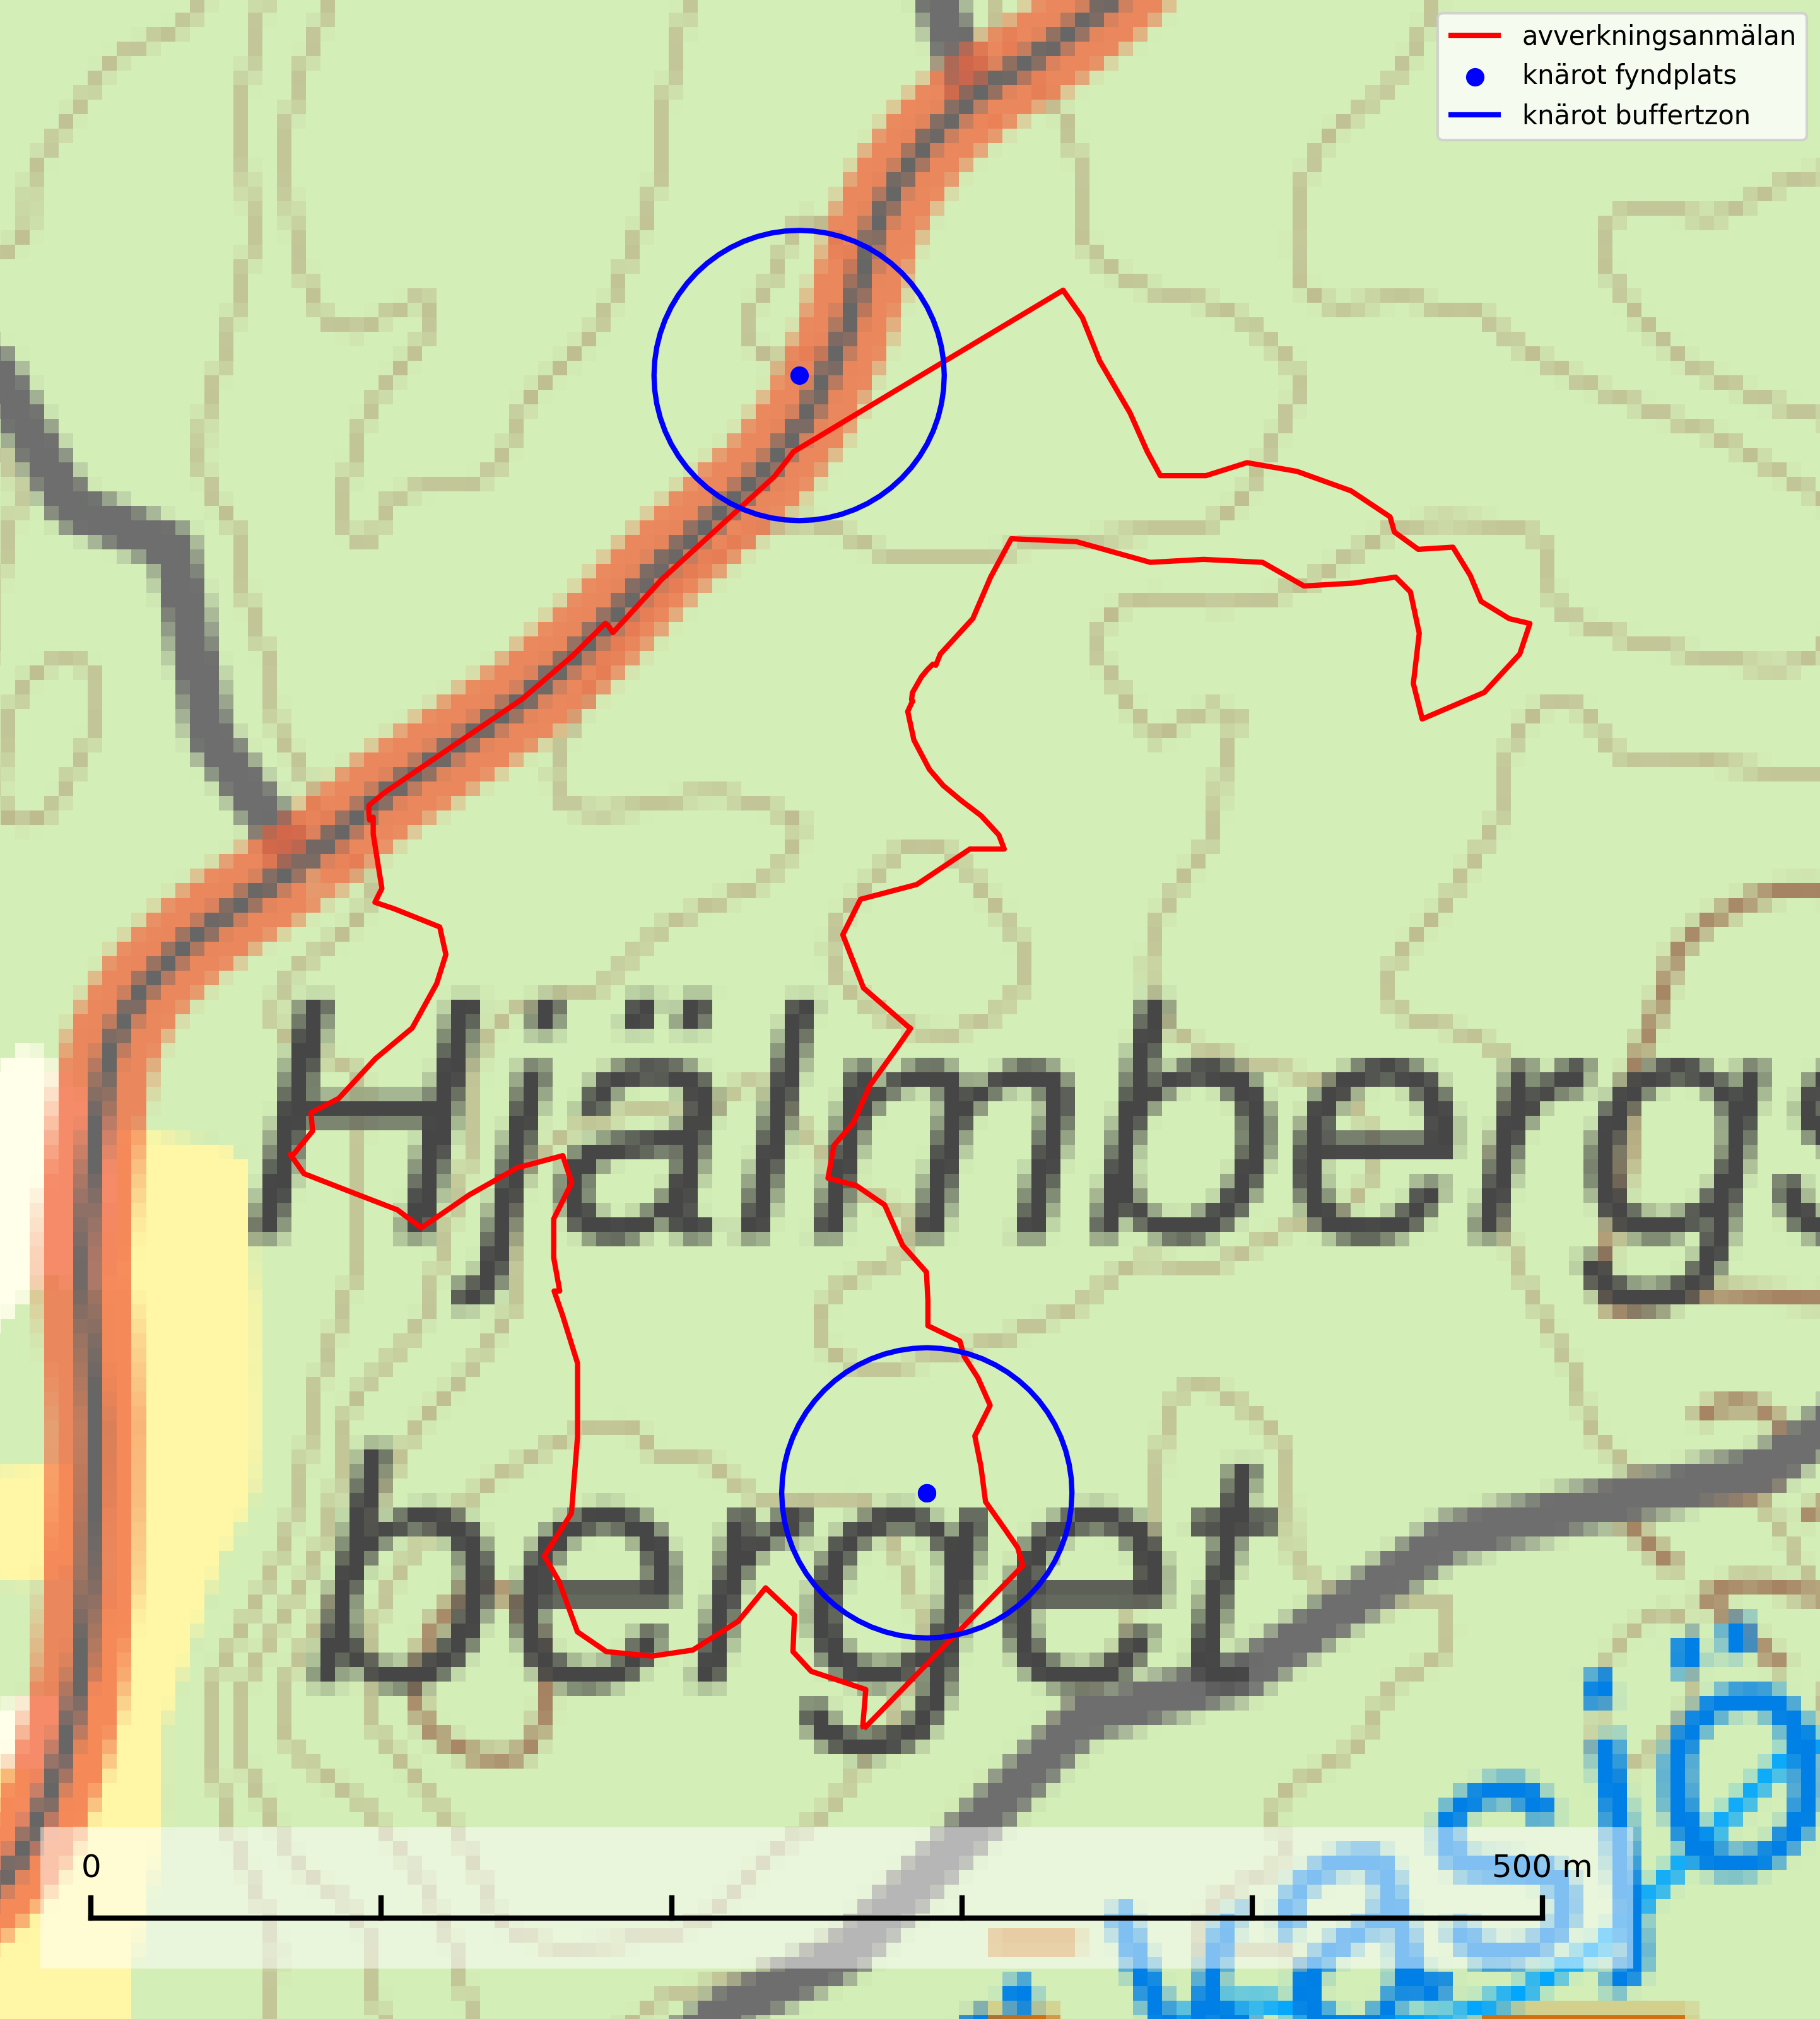 avverkningsanmälan
knärot fyndplats
knärot buffertzon
Hjälmbergs
berget
0 500 m